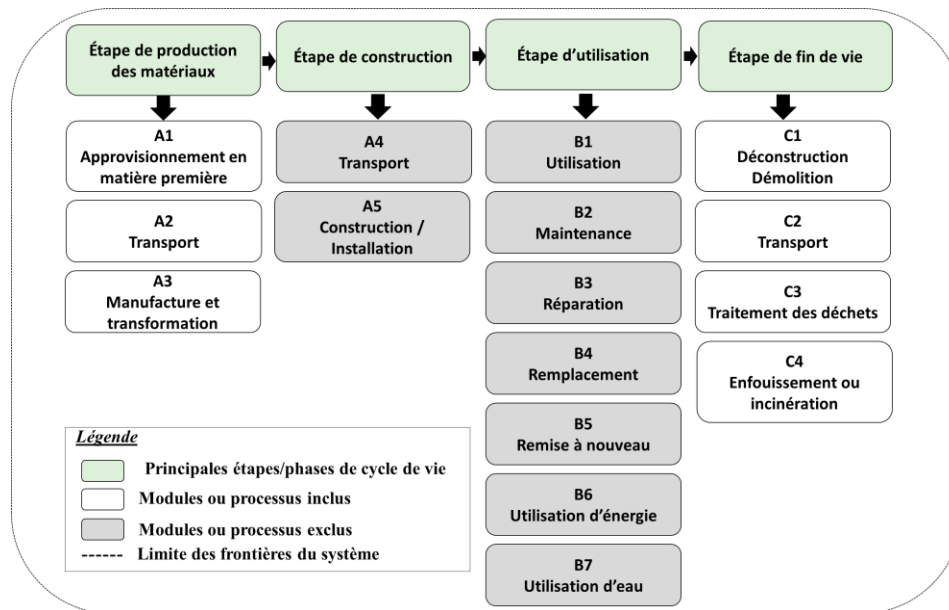 Étape de production
des matériaux
Étape de construction
Étape d'utilisation
Étape de fin de vie
A1
Approvisionnement en
matière première
A2
Transport
A3
Manufacture et
transformation
A4
Transport
A5
Construction /
Installation
B1
Utilisation
B2
Maintenance
B3
Réparation
B4
Remplacement
B5
Remise à nouveau
B6
Utilisation d'énergie
B7
Utilisation d'eau
C1
Déconstruction
Démolition
C2
Transport
C3
Traitement des déchets
C4
Enfouissement ou
incinération
Légende
Principales étapes/phases de cycle de vie
Modules ou processus inclus
Modules ou processus exclus
Limite des frontières du système